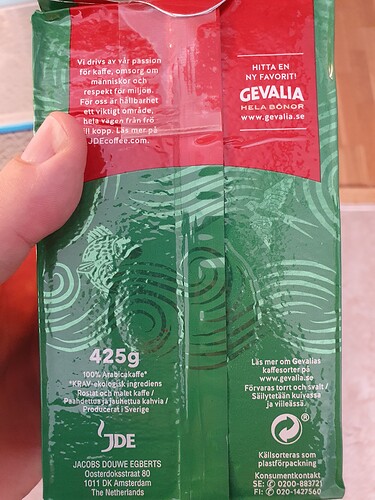 Vi drivs av vår passion
för kaffe, omsorg om
människor och
respekt för miljön.
För oss är hållbarhet
ett viktigt område,
hela vägen från frö
till kopp. Läs mer på
JDEcoffee.com.
HITTA EN
NY FAVORIT!
GEVALIA
HELA BÖNOR
www.gevalia.se
425g
100% Arabicakaffe*
*KRAV-ekologisk ingrediens
Rostat och malet kaffe /
Paahdettua ja jauhettua kahvia /
Producerat i Sverige
JDE
JACOBS DOUWE EGBERTS
Oosterdoksstraat 80
1011 DK Amsterdam
The Netherlands
Läs mer om Gevalias
kaffesorter på
www.gevalia.se
Förvaras torrt och svalt /
Säilytetään kuivassa
ja viileässä.
®
Källsorteras som
plastförpackning
Konsumentkontakt
SE: ✆ 0200-883721
FI: ✆ 020-1427561